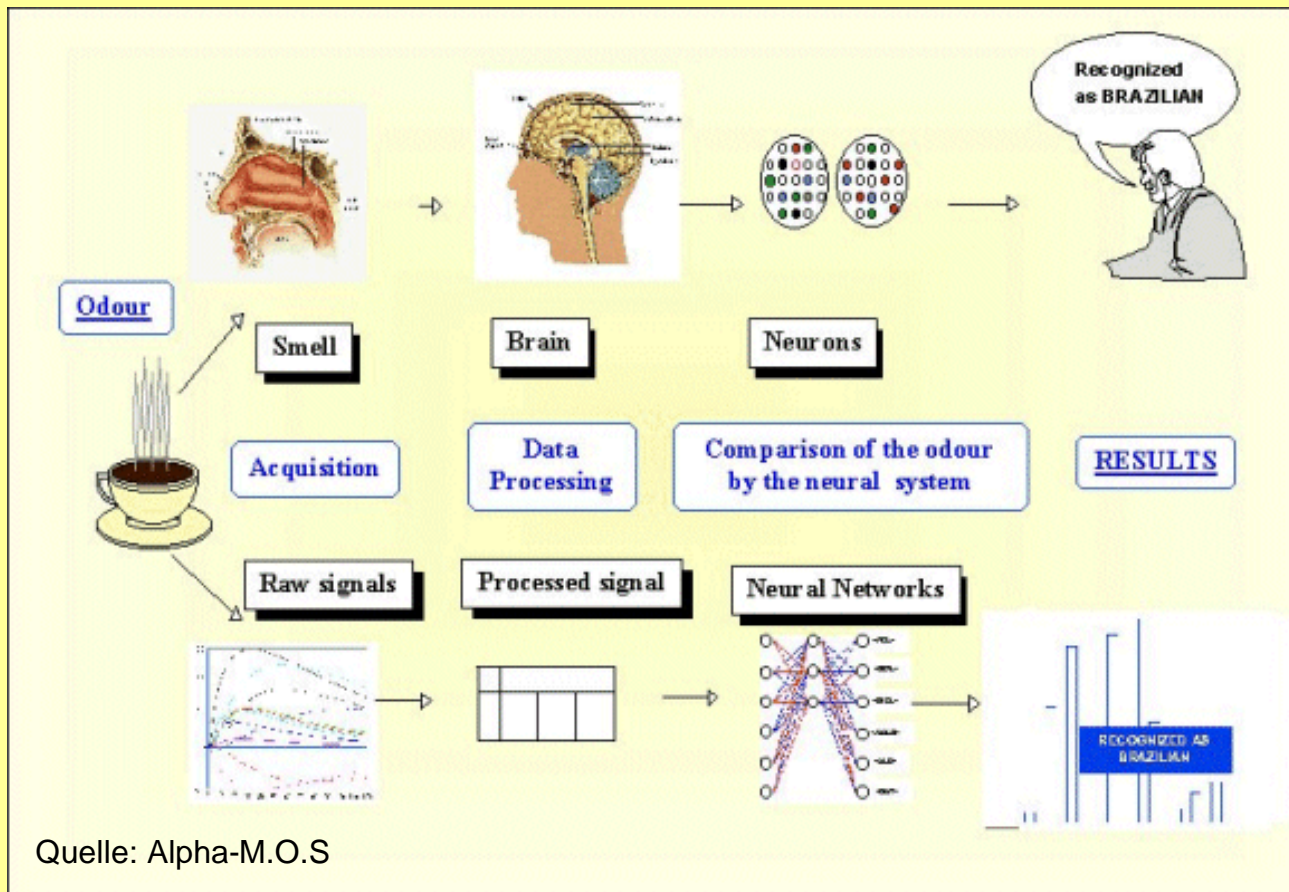 Recognized
as BRAZILIAN
Odour
Smell
Brain
Neurons
Acquisition
Data
Processing
Comparison of the odour
by the neural system
RESULTS
Raw signals
Processed signal
Neural Networks
RECOGNIZED AS
BRAZILIAN
Quelle: Alpha-M.O.S